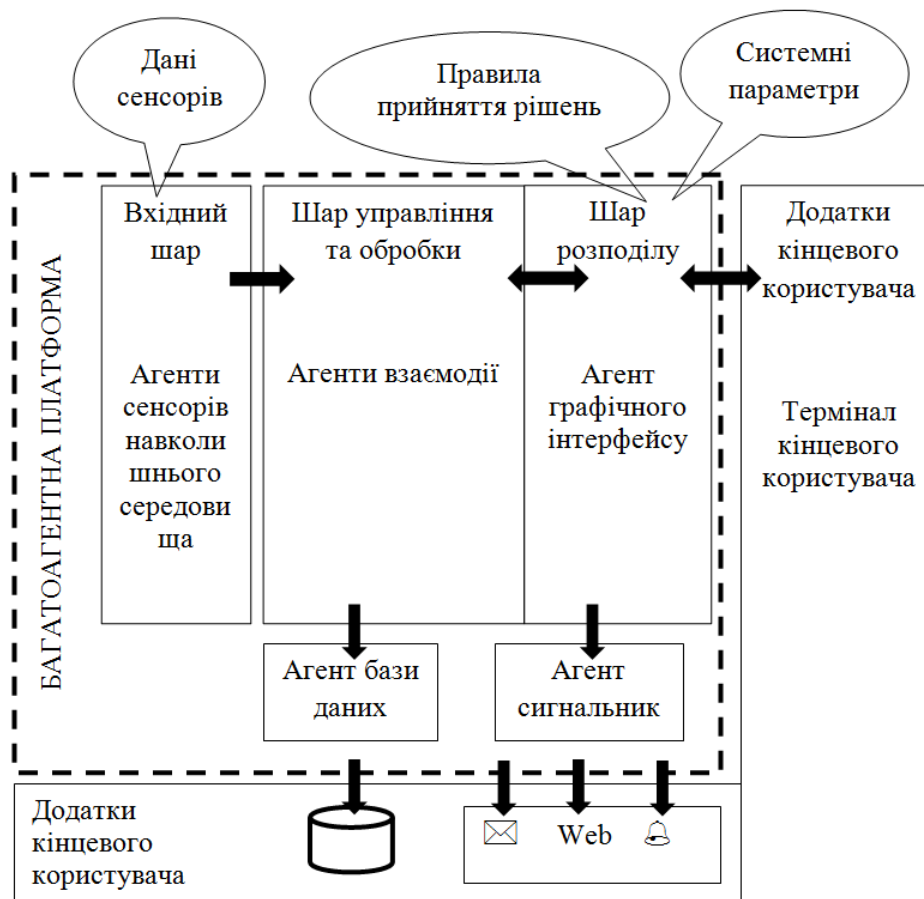 Дані
сенсорів
Правила
прийняття рішень
Системні
параметри
БАГАТОАГЕНТНА ПЛАТФОРМА
Вхідний
шар
Агенти
сенсорів
навколи
шнього
середови
ща
Шар управління
та обробки
Агенти взаємодії
Шар
розподілу
Агент
графічного
інтерфейсу
Додатки
кінцевого
користувача
Термінал
кінцевого
користувача
Агент бази
даних
Агент
сигнальник
Додатки
кінцевого
користувача
Web